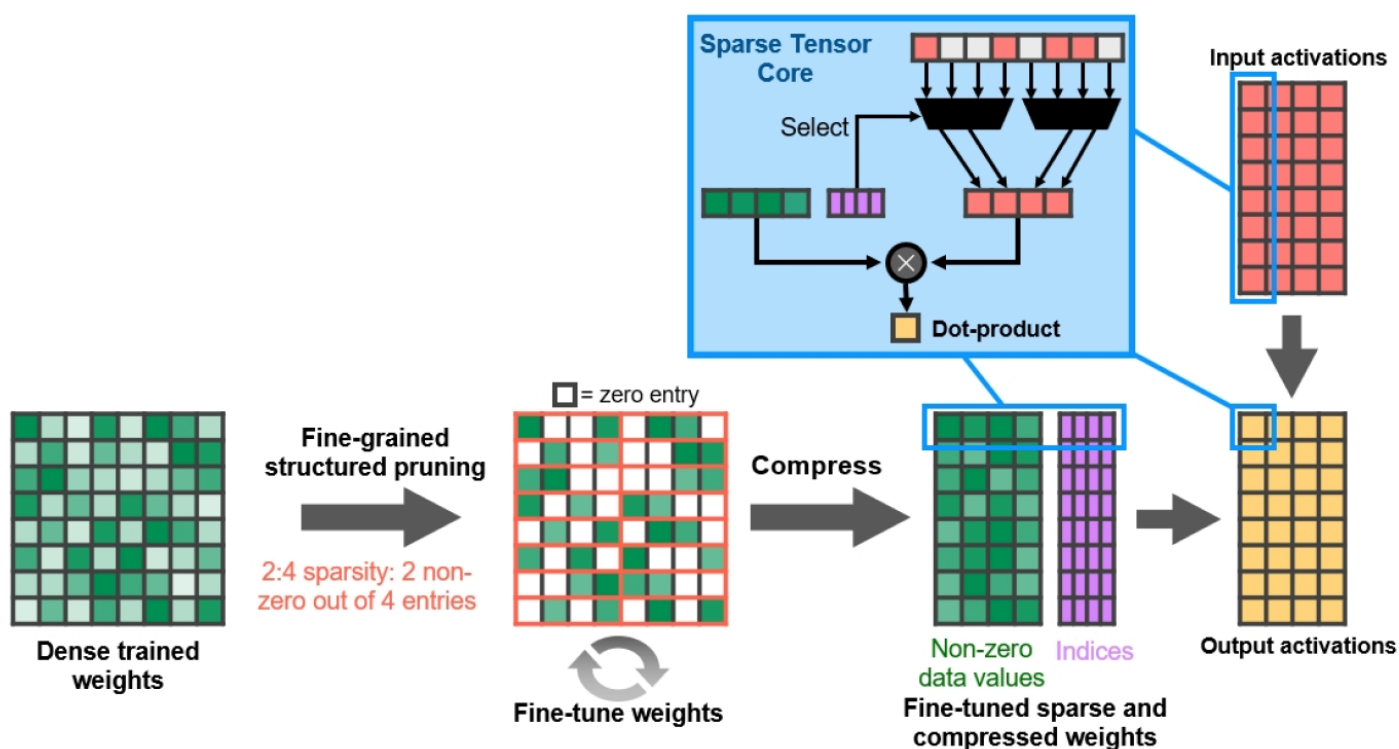 Sparse Tensor
Core
Input activations
Select
Dot-product
= zero entry
Fine-grained
structured pruning
Compress
2:4 sparsity: 2 non-
zero out of 4 entries
Dense trained
weights
Fine-tune weights
Non-zero
data values
Indices
Fine-tuned sparse and
compressed weights
Output activations